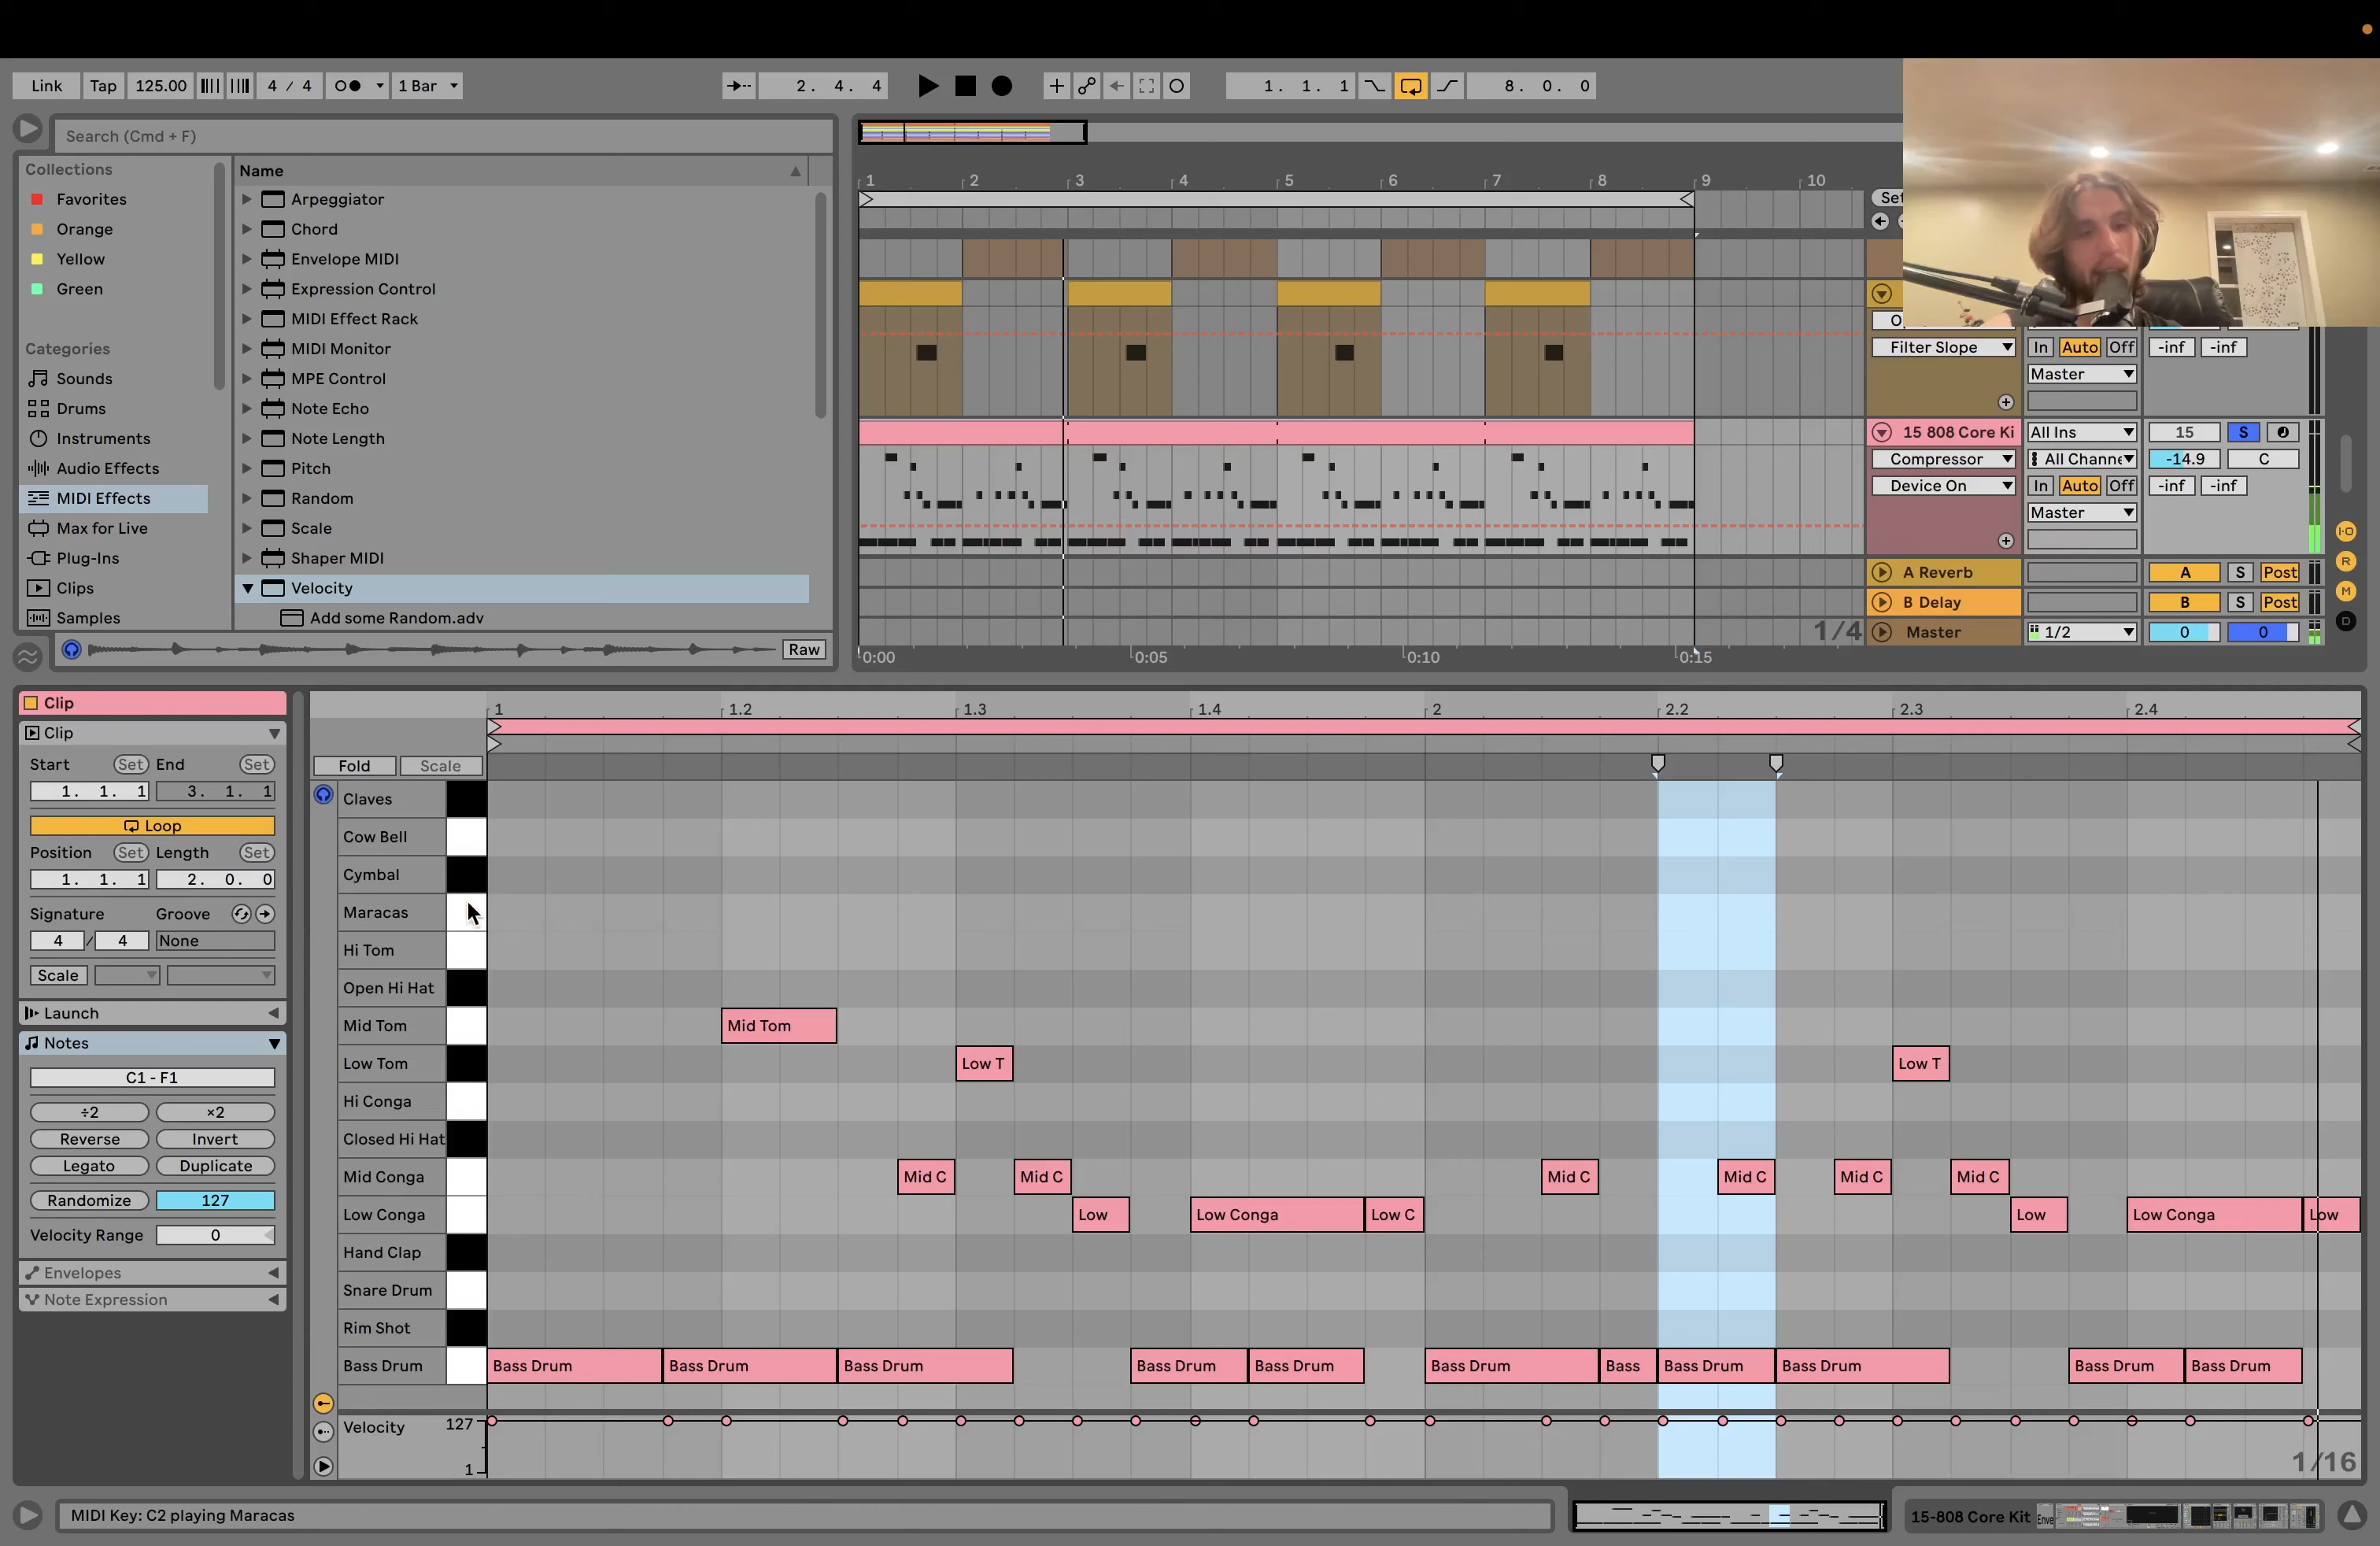 Link Tap 125.00 4 / 4 1 Bar 2. 4. 4 1. 1. 1 8. 0. 0
Search (Cmd + F)
Collections
Favorites
Orange
Yellow
Green
Categories
Sounds
Drums
Instruments
Audio Effects
MIDI Effects
Max for Live
Plug-Ins
Clips
Samples
Name
Arpeggiator
Chord
Envelope MIDI
Expression Control
MIDI Effect Rack
MIDI Monitor
MPE Control
Note Echo
Note Length
Pitch
Random
Scale
Shaper MIDI
Velocity
Add some Random.adv
Raw
1 2 3 4 5 6 7 8 9 10
Filter Slope In Auto Off -inf -inf
Master
15 808 Core Ki All Ins 15 S
Compressor All Channe -14.9 C
Device On In Auto Off -inf -inf
Master
A Reverb A S Post
B Delay B S Post
1/4 Master 1/2 0 0
0:00 0:05 0:10 0:15
I·O
R
M
D
Clip
Clip
Start Set End Set
1. 1. 1 3. 1. 1
Loop
Position Set Length Set
1. 1. 1 2. 0. 0
Signature Groove
4 / 4 None
Scale
Launch
Notes
C1 - F1
÷2 ×2
Reverse Invert
Legato Duplicate
Randomize 127
Velocity Range 0
Envelopes
Note Expression
1 1.2 1.3 1.4 2 2.2 2.3 2.4
Fold Scale
Claves
Cow Bell
Cymbal
Maracas
Hi Tom
Open Hi Hat
Mid Tom Mid Tom
Low Tom Low T Low T
Hi Conga
Closed Hi Hat
Mid Conga Mid C Mid C Mid C Mid C Mid C Mid C
Low Conga Low Low Conga Low C Low Low Conga Low
Hand Clap
Snare Drum
Rim Shot
Bass Drum Bass Drum Bass Drum Bass Drum Bass Drum Bass Drum Bass Drum Bass Bass Drum Bass Drum Bass Drum Bass Drum
Velocity 127
1 1/16
MIDI Key: C2 playing Maracas 15-808 Core Kit